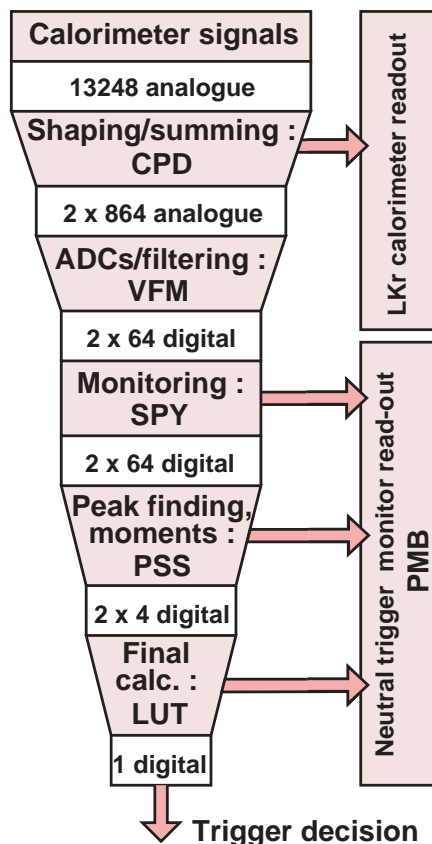 Calorimeter signals
13248 analogue
Shaping/summing :
CPD
2 x 864 analogue
ADCs/filtering :
VFM
2 x 64 digital
Monitoring :
SPY
2 x 64 digital
Peak finding,
moments :
PSS
2 x 4 digital
Final
calc. :
LUT
1 digital
Trigger decision
LKr calorimeter readout
Neutral trigger monitor read-out
PMB